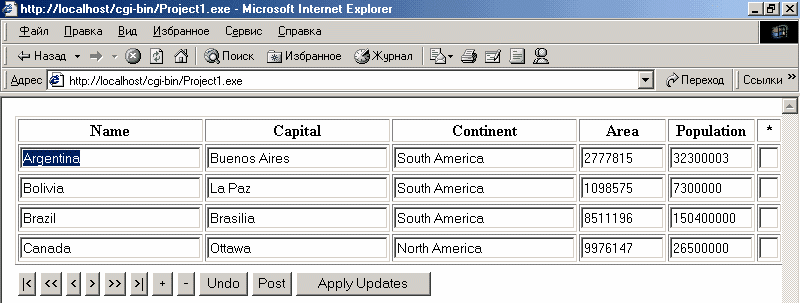 http://localhost/cgi-bin/Project1.exe - Microsoft Internet Explorer
Файл Правка Вид Избранное Сервис Справка
Назад Поиск Избранное Журнал
Адрес http://localhost/cgi-bin/Project1.exe Переход Ссылки »
Name Capital Continent Area Population *
Argentina Buenos Aires South America 2777815 32300003
Bolivia La Paz South America 1098575 7300000
Brazil Brasilia South America 8511196 150400000
Canada Ottawa North America 9976147 26500000
|< << < > >> >| + - Undo Post Apply Updates